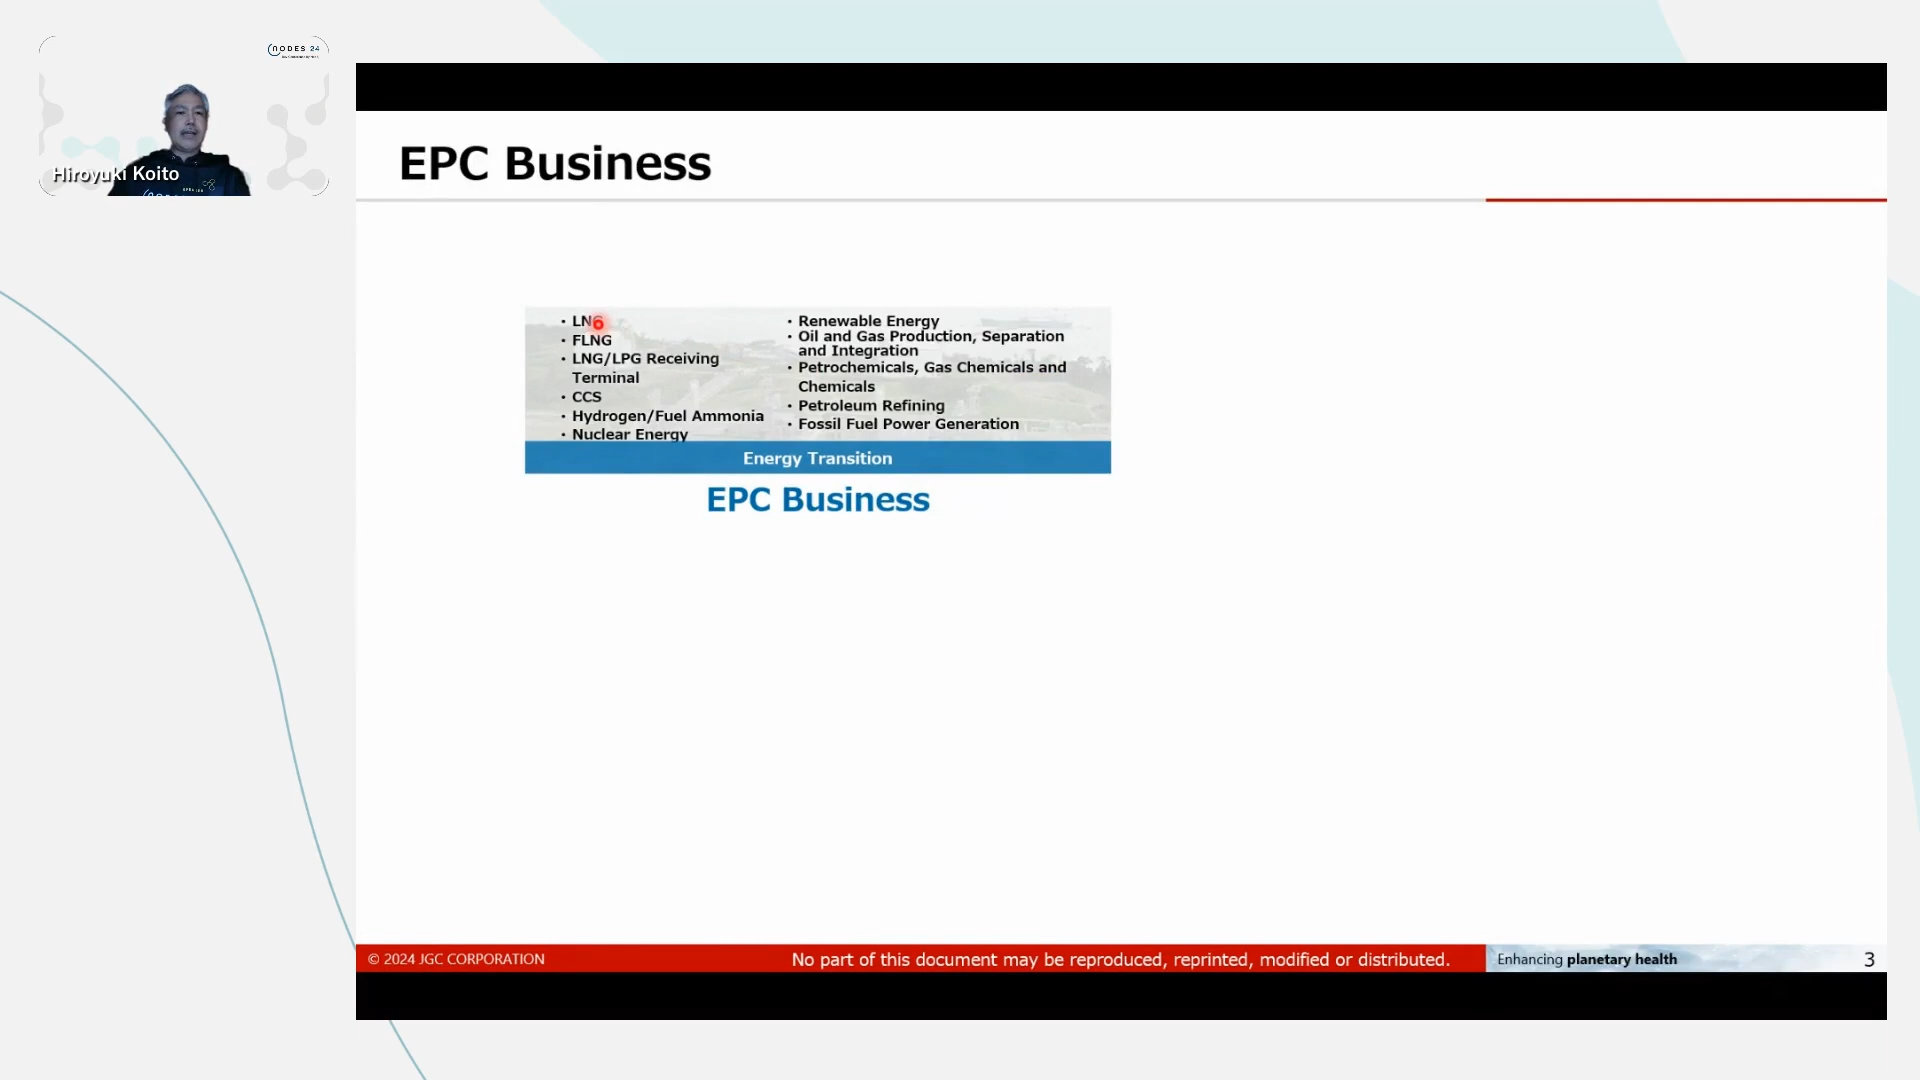 NODES 24
Hiroyuki Koito
EPC Business
• LNG
• FLNG
• LNG/LPG Receiving
Terminal
• CCS
• Hydrogen/Fuel Ammonia
• Nuclear Energy
• Renewable Energy
• Oil and Gas Production, Separation
and Integration
• Petrochemicals, Gas Chemicals and
Chemicals
• Petroleum Refining
• Fossil Fuel Power Generation
Energy Transition
EPC Business
© 2024 JGC CORPORATION
No part of this document may be reproduced, reprinted, modified or distributed.
Enhancing planetary health
3